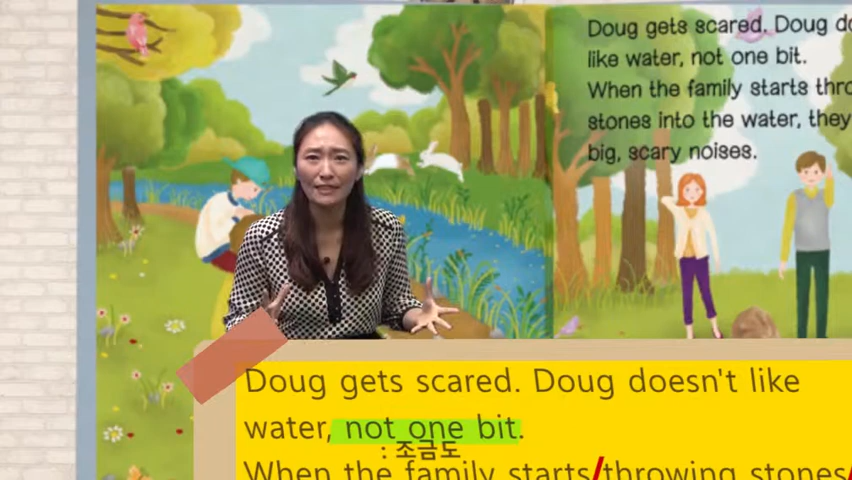 Doug gets scared. Doug do
like water, not one bit.
When the family starts thro
stones into the water, they
big, scary noises.
Doug gets scared. Doug doesn't like
water, not one bit.
: 조금도
When the family starts/throwing stones/